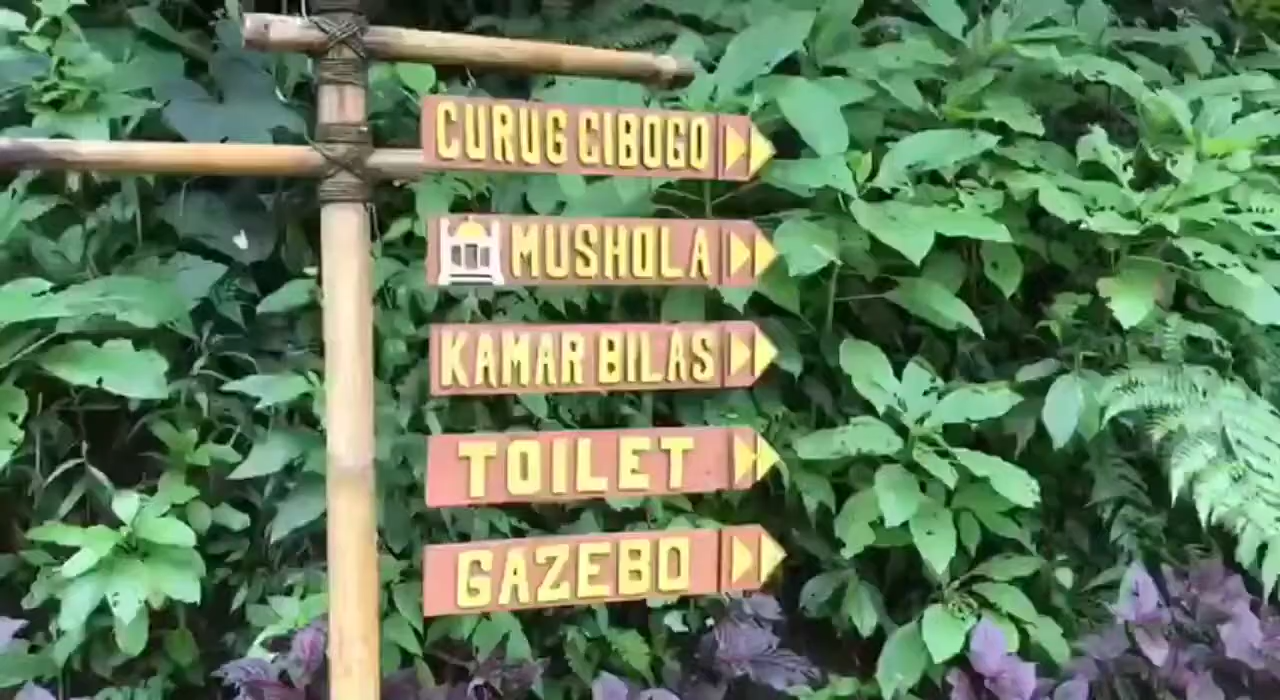 CURUG CIBOGO
MUSHOLA
KAMAR BILAS
TOILET
GAZEBO